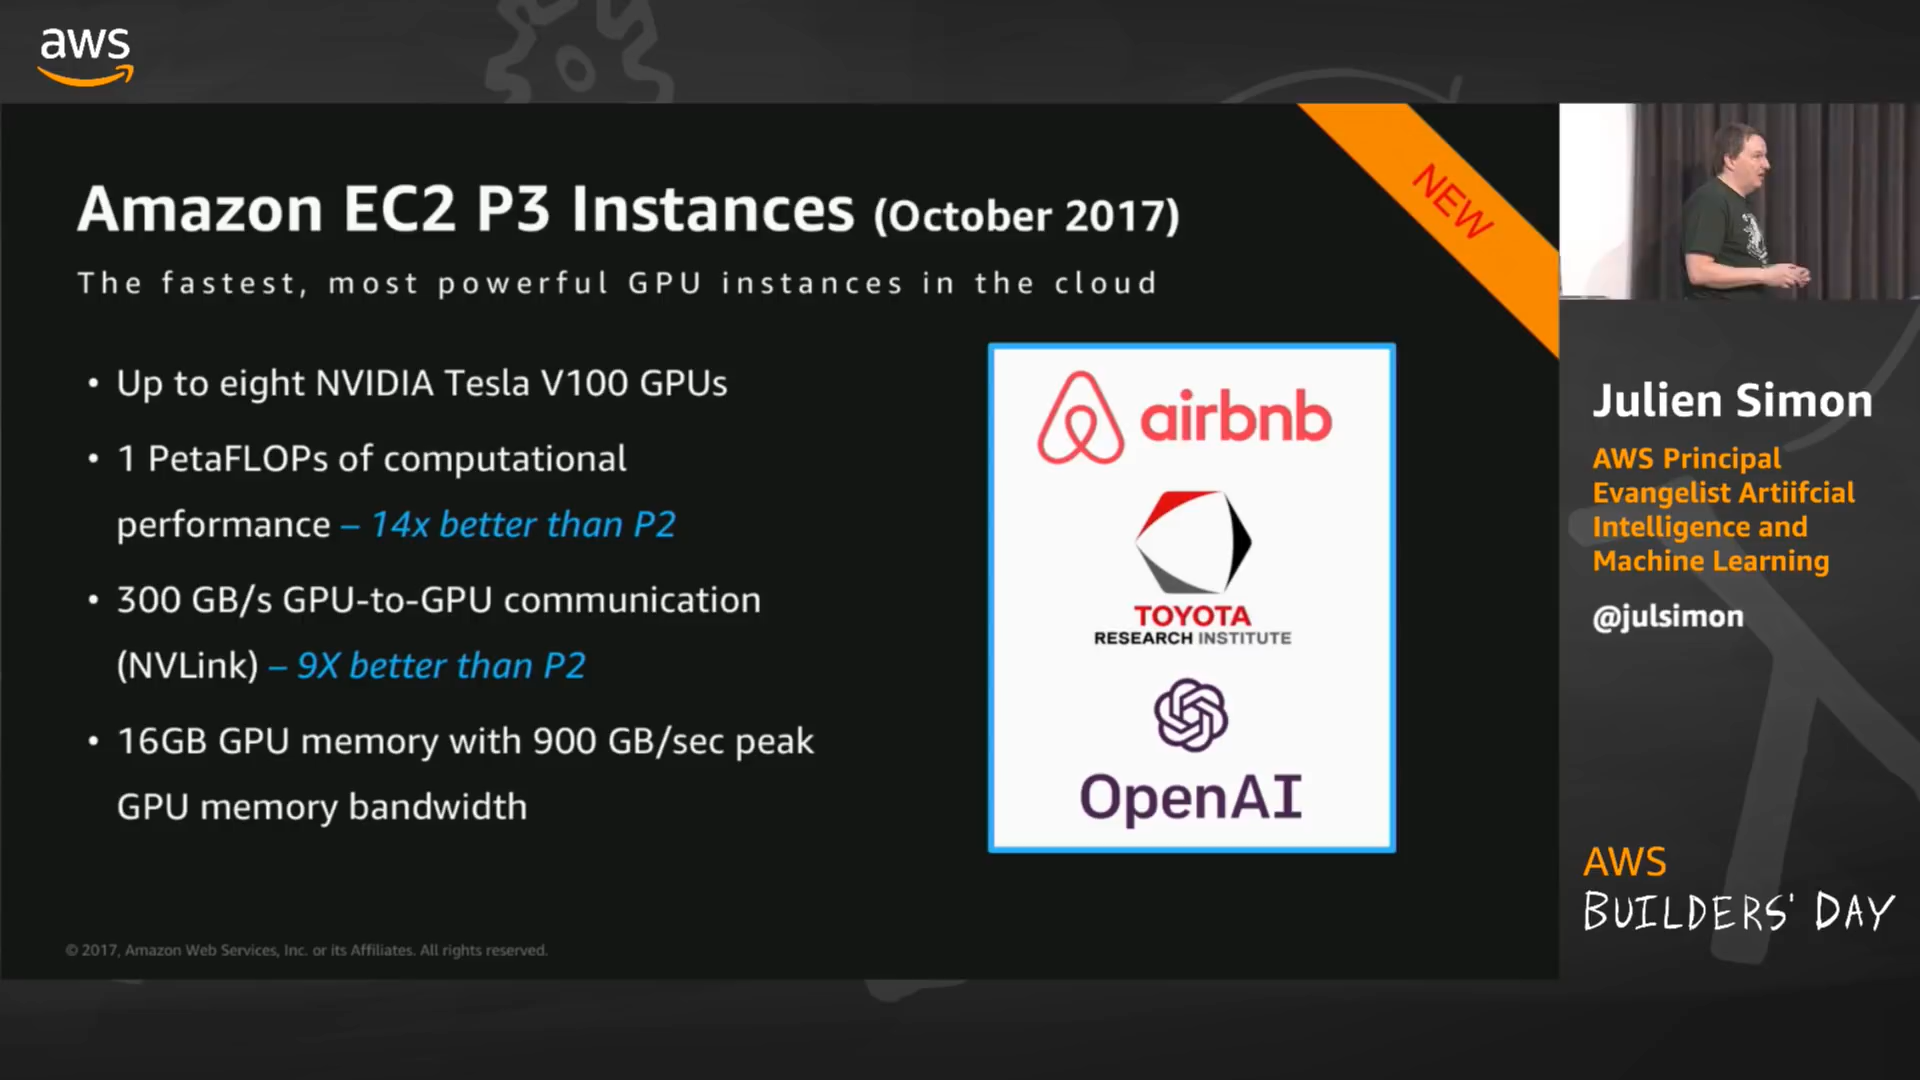 aws
Amazon EC2 P3 Instances (October 2017)
The fastest, most powerful GPU instances in the cloud
NEW
• Up to eight NVIDIA Tesla V100 GPUs
• 1 PetaFLOPs of computational
performance – 14x better than P2
• 300 GB/s GPU-to-GPU communication
(NVLink) – 9X better than P2
• 16GB GPU memory with 900 GB/sec peak
GPU memory bandwidth
airbnb
TOYOTA
RESEARCH INSTITUTE
OpenAI
© 2017, Amazon Web Services, Inc. or its Affiliates. All rights reserved.
Julien Simon
AWS Principal
Evangelist Artiifcial
Intelligence and
Machine Learning
@julsimon
AWS
BUILDERS' DAY